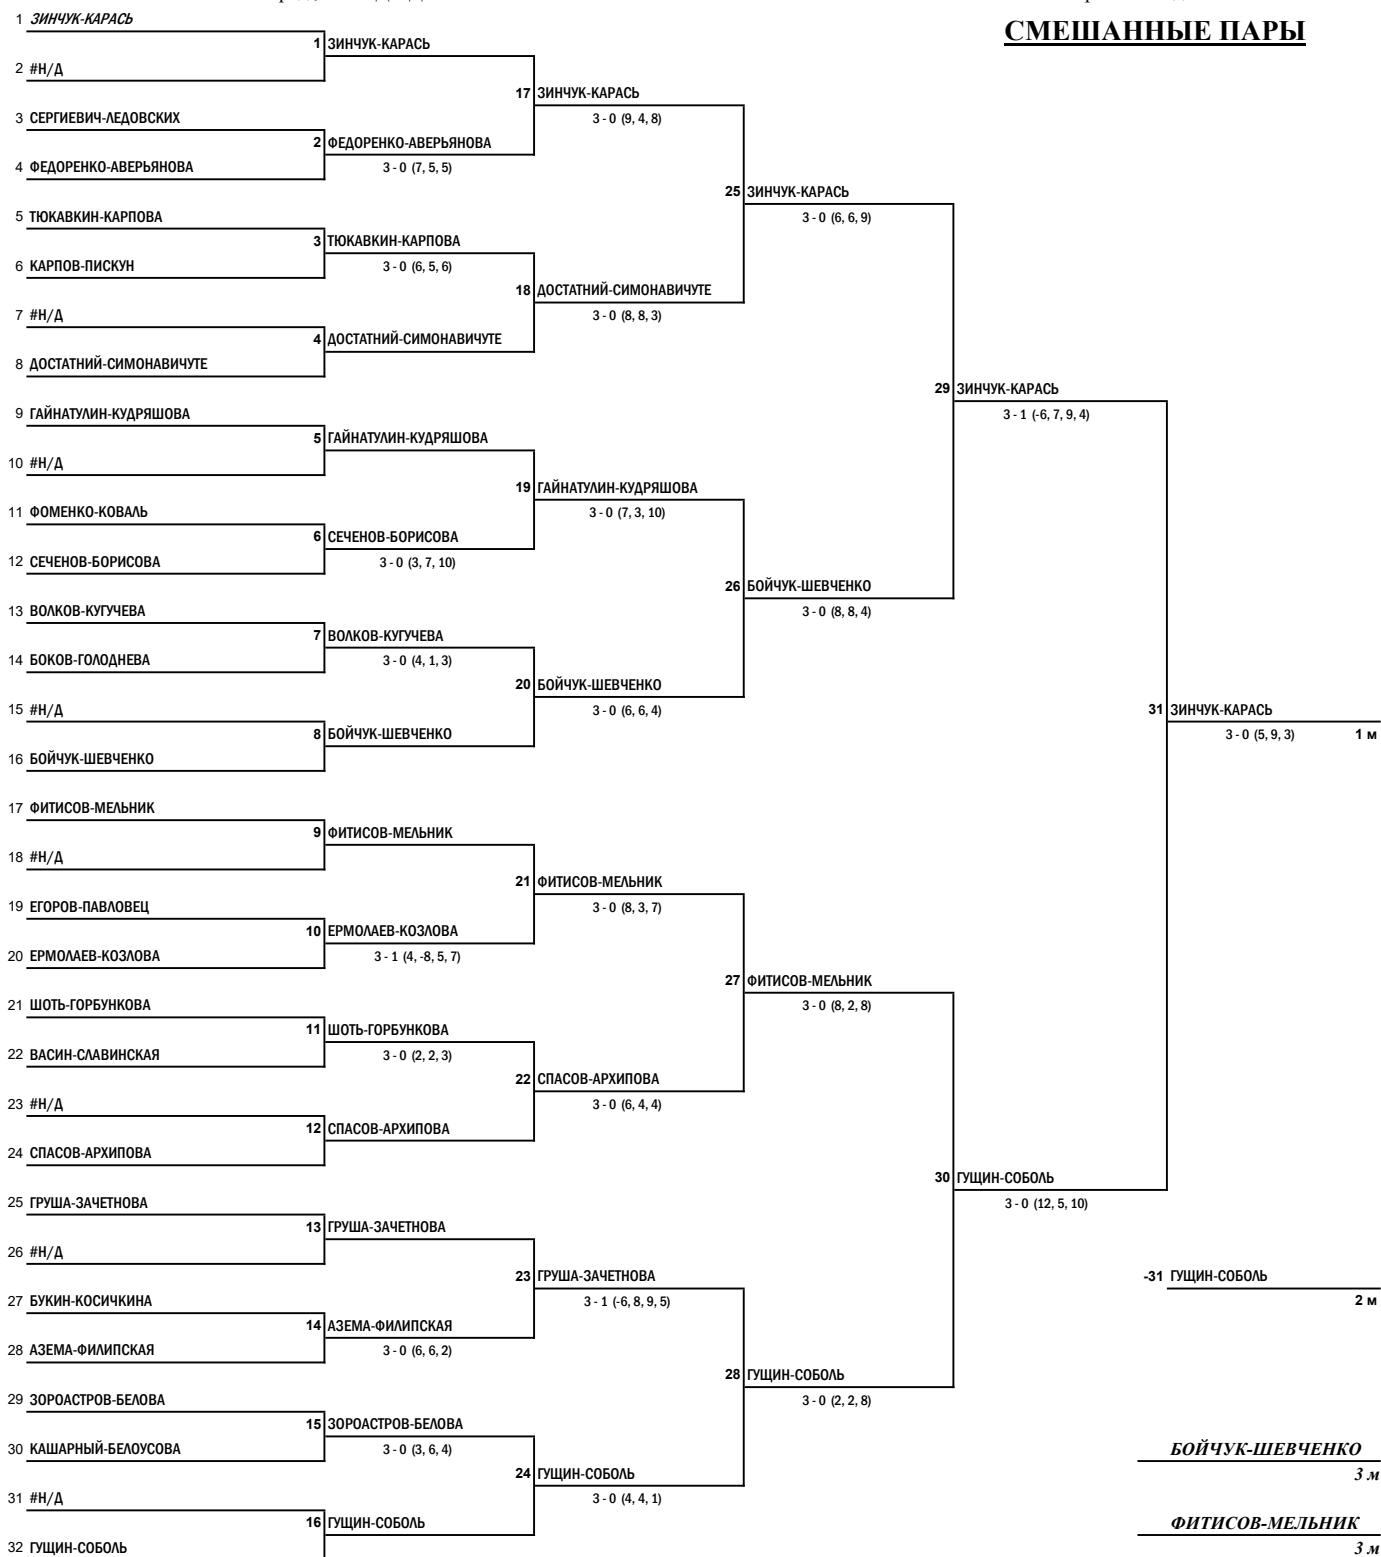 СМЕШАННЫЕ ПАРЫ
1 ЗИНЧУК-КАРАСЬ
1 ЗИНЧУК-КАРАСЬ
2 #Н/Д
17 ЗИНЧУК-КАРАСЬ
3 СЕРГИЕВИЧ-ЛЕДОВСКИХ
3 - 0 (9, 4, 8)
2 ФЕДОРЕНКО-АВЕРЬЯНОВА
4 ФЕДОРЕНКО-АВЕРЬЯНОВА
3 - 0 (7, 5, 5)
25 ЗИНЧУК-КАРАСЬ
5 ТЮКАВКИН-КАРПОВА
3 - 0 (6, 6, 9)
3 ТЮКАВКИН-КАРПОВА
6 КАРПОВ-ПИСКУН
3 - 0 (6, 5, 6)
18 ДОСТАТНИЙ-СИМОНАВИЧУТЕ
7 #Н/Д
3 - 0 (8, 8, 3)
4 ДОСТАТНИЙ-СИМОНАВИЧУТЕ
8 ДОСТАТНИЙ-СИМОНАВИЧУТЕ
29 ЗИНЧУК-КАРАСЬ
9 ГАЙНАТУЛИН-КУДРЯШОВА
3 - 1 (-6, 7, 9, 4)
5 ГАЙНАТУЛИН-КУДРЯШОВА
10 #Н/Д
19 ГАЙНАТУЛИН-КУДРЯШОВА
11 ФОМЕНКО-КОВАЛЬ
3 - 0 (7, 3, 10)
6 СЕЧЕНОВ-БОРИСОВА
12 СЕЧЕНОВ-БОРИСОВА
3 - 0 (3, 7, 10)
26 БОЙЧУК-ШЕВЧЕНКО
13 ВОЛКОВ-КУГУЧЕВА
3 - 0 (8, 8, 4)
7 ВОЛКОВ-КУГУЧЕВА
14 БОКОВ-ГОЛОДНЕВА
3 - 0 (4, 1, 3)
20 БОЙЧУК-ШЕВЧЕНКО
15 #Н/Д
3 - 0 (6, 6, 4)
31 ЗИНЧУК-КАРАСЬ
8 БОЙЧУК-ШЕВЧЕНКО
3 - 0 (5, 9, 3) 1 м
16 БОЙЧУК-ШЕВЧЕНКО
17 ФИТИСОВ-МЕЛЬНИК
9 ФИТИСОВ-МЕЛЬНИК
18 #Н/Д
21 ФИТИСОВ-МЕЛЬНИК
19 ЕГОРОВ-ПАВЛОВЕЦ
3 - 0 (8, 3, 7)
10 ЕРМОЛАЕВ-КОЗЛОВА
20 ЕРМОЛАЕВ-КОЗЛОВА
3 - 1 (4, -8, 5, 7)
27 ФИТИСОВ-МЕЛЬНИК
21 ШОТЬ-ГОРБУНКОВА
3 - 0 (8, 2, 8)
11 ШОТЬ-ГОРБУНКОВА
22 ВАСИН-СЛАВИНСКАЯ
3 - 0 (2, 2, 3)
22 СПАСОВ-АРХИПОВА
23 #Н/Д
3 - 0 (6, 4, 4)
12 СПАСОВ-АРХИПОВА
24 СПАСОВ-АРХИПОВА
30 ГУЩИН-СОБОЛЬ
25 ГРУША-ЗАЧЕТНОВА
3 - 0 (12, 5, 10)
13 ГРУША-ЗАЧЕТНОВА
26 #Н/Д
23 ГРУША-ЗАЧЕТНОВА
-31 ГУЩИН-СОБОЛЬ
27 БУКИН-КОСИЧКИНА
3 - 1 (-6, 8, 9, 5)
2 м
14 АЗЕМА-ФИЛИПСКАЯ
28 АЗЕМА-ФИЛИПСКАЯ
3 - 0 (6, 6, 2)
28 ГУЩИН-СОБОЛЬ
29 ЗОРОАСТРОВ-БЕЛОВА
3 - 0 (2, 2, 8)
15 ЗОРОАСТРОВ-БЕЛОВА
30 КАШАРНЫЙ-БЕЛОУСОВА
3 - 0 (3, 6, 4)
БОЙЧУК-ШЕВЧЕНКО
24 ГУЩИН-СОБОЛЬ
3 м
31 #Н/Д
3 - 0 (4, 4, 1)
16 ГУЩИН-СОБОЛЬ
ФИТИСОВ-МЕЛЬНИК
32 ГУЩИН-СОБОЛЬ
3 м